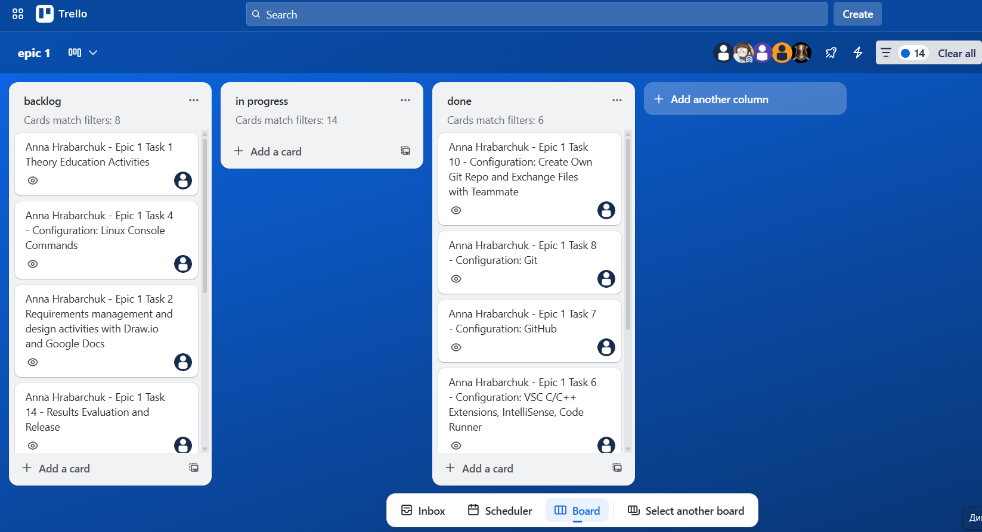 Trello
Search
Create
epic 1
14
Clear all
backlog
Cards match filters: 8
Anna Hrabarchuk - Epic 1 Task 1
Theory Education Activities
Anna Hrabarchuk - Epic 1 Task 4
- Configuration: Linux Console
Commands
Anna Hrabarchuk - Epic 1 Task 2
Requirements management and
design activities with Draw.io
and Google Docs
Anna Hrabarchuk - Epic 1 Task
14 - Results Evaluation and
Release
+ Add a card
in progress
Cards match filters: 14
+ Add a card
done
Cards match filters: 6
Anna Hrabarchuk - Epic 1 Task
10 - Configuration: Create Own
Git Repo and Exchange Files
with Teammate
Anna Hrabarchuk - Epic 1 Task 8
- Configuration: Git
Anna Hrabarchuk - Epic 1 Task 7
- Configuration: GitHub
Anna Hrabarchuk - Epic 1 Task 6
- Configuration: VSC C/C++
Extensions, IntelliSense, Code
Runner
+ Add a card
+ Add another column
Inbox
Scheduler
Board
Select another board